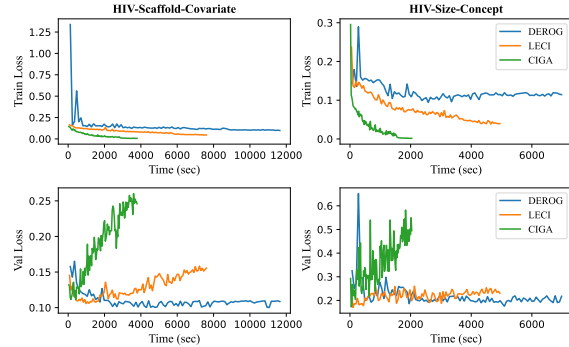 HIV-Scaffold-Covariate
HIV-Size-Concept
Train Loss
1.25
1.00
0.75
0.50
0.25
0.00
0 2000 4000 6000 8000 10000 12000
Time (sec)
Train Loss
0.3
0.2
0.1
0.0
0 2000 4000 6000
Time (sec)
DEROG
LECI
CIGA
Val Loss
0.25
0.20
0.15
0.10
0 2000 4000 6000 8000 10000 12000
Time (sec)
Val Loss
0.6
0.5
0.4
0.3
0.2
0 2000 4000 6000
Time (sec)
DEROG
LECI
CIGA